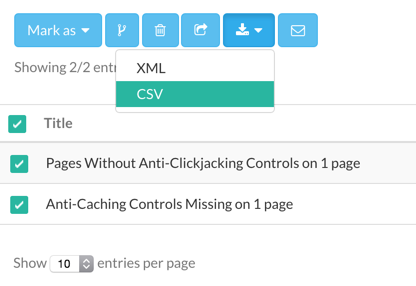 Mark as
Showing 2/2 entr
XML
CSV
Title
Pages Without Anti-Clickjacking Controls on 1 page
Anti-Caching Controls Missing on 1 page
Show 10 entries per page